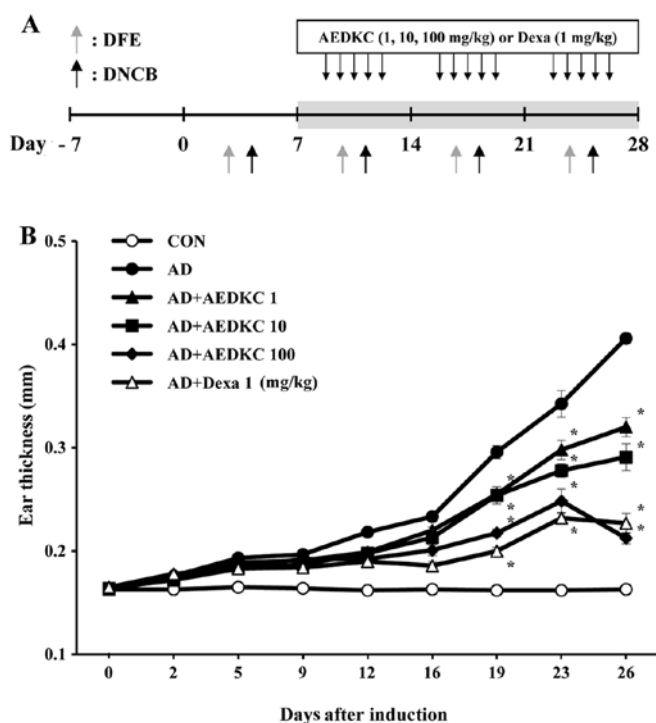 A
: DFE
: DNCB
AEDKC (1, 10, 100 mg/kg) or Dexa (1 mg/kg)
Day - 7 0 7 14 21 28
B
0.5
0.4
0.3
0.2
0.1
Ear thickness (mm)
CON
AD
AD+AEDKC 1
AD+AEDKC 10
AD+AEDKC 100
AD+Dexa 1 (mg/kg)
* * *
* * * *
* * * *
0 2 5 9 12 16 19 23 26
Days after induction